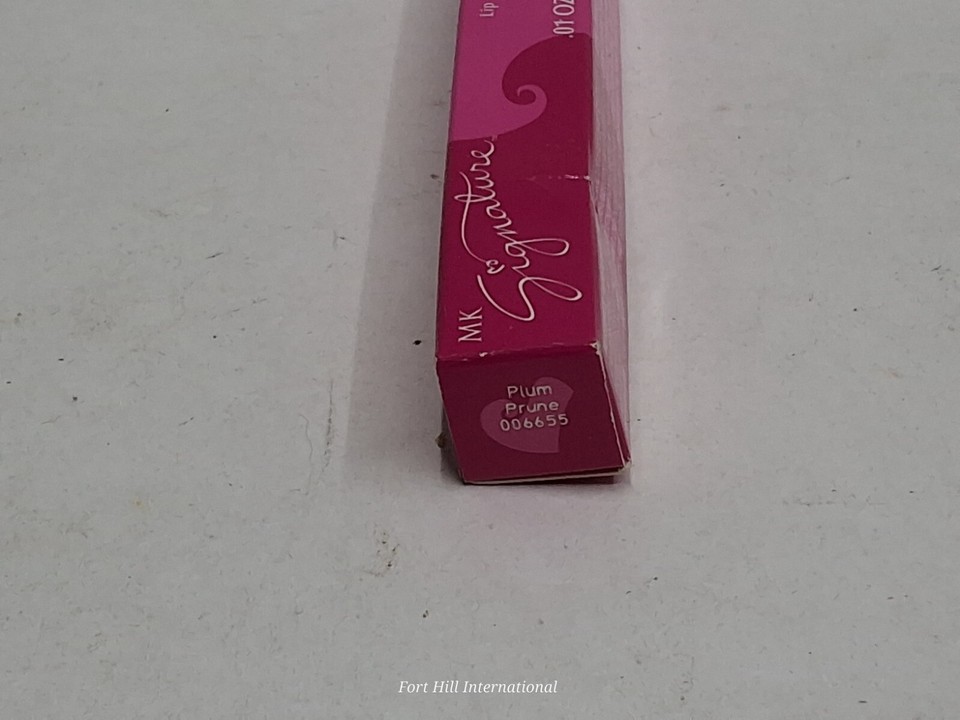 Lip
.01 OZ
MK Signature
Plum
Prune
006655
Fort Hill International